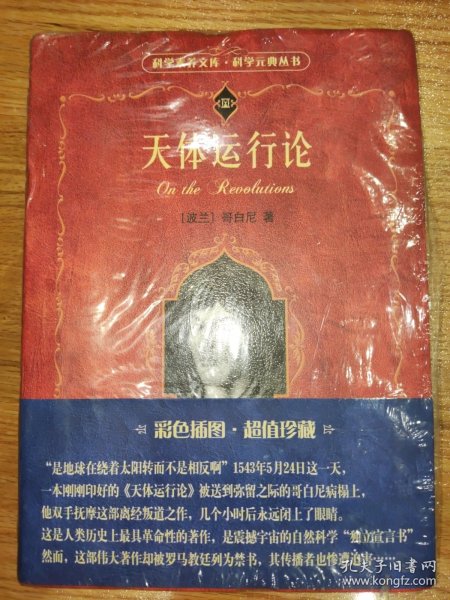 科学素养文库·科学元典丛书
天体运行论
On the Revolutions
[波兰] 哥白尼 著
彩色插图·超值珍藏
“是地球在绕着太阳转而不是相反啊” 1543年5月24日这一天，
一本刚刚印好的《天体运行论》被送到弥留之际的哥白尼病榻上，
他双手抚摩这部离经叛道之作，几个小时后永远闭上了眼睛。
这是人类历史上最具革命性的著作，是震撼宇宙的自然科学“独立宣言书”
然而，这部伟大著作却被罗马教廷列为禁书，其传播者也惨遭迫害……
孔夫子旧书网
www.kongfz.com